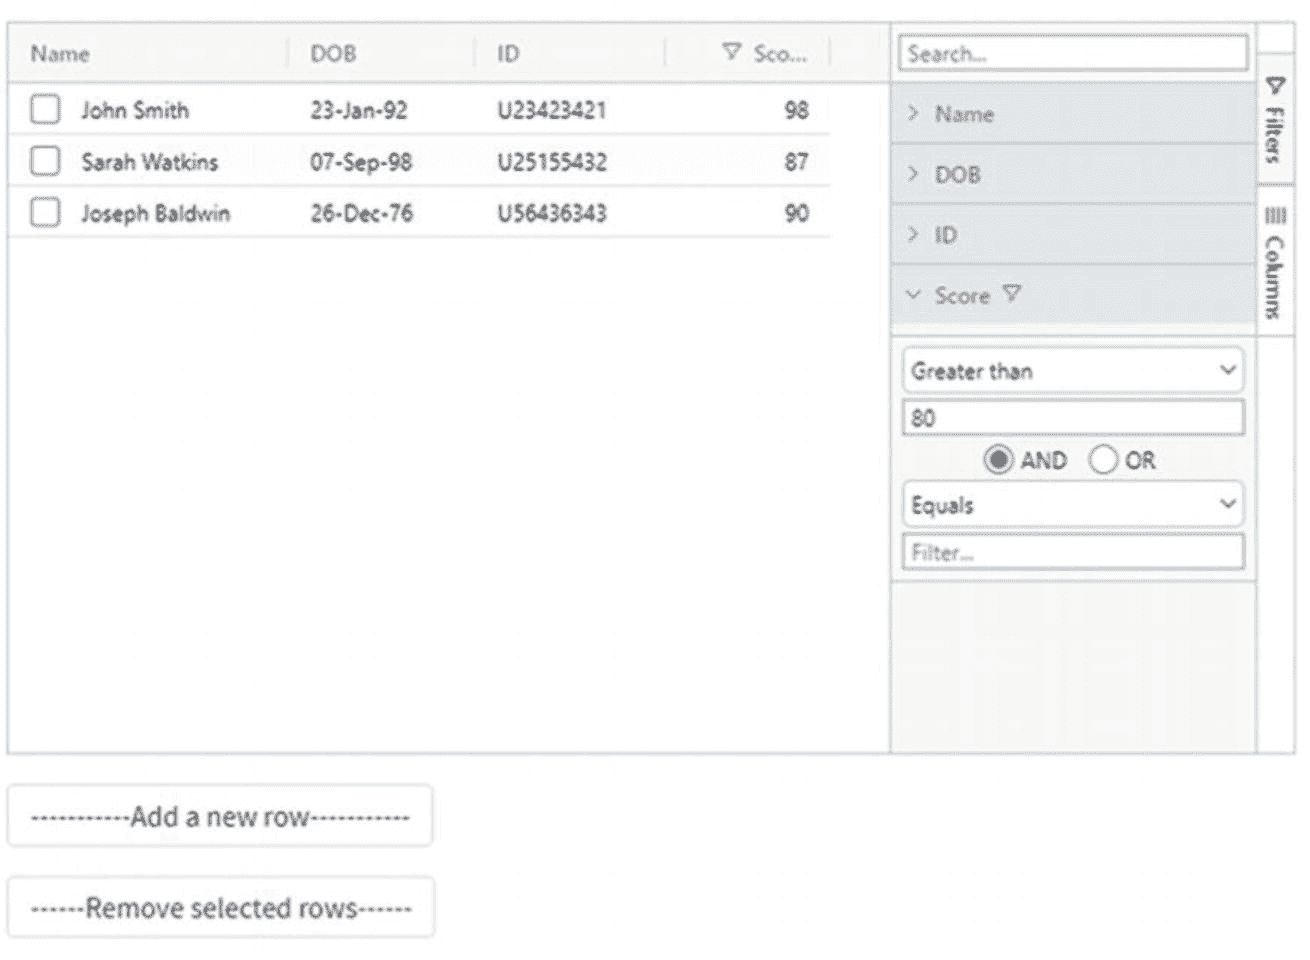 Name DOB ID Sco...
John Smith 23-Jan-92 U23423421 98
Sarah Watkins 07-Sep-98 U25155432 87
Joseph Baldwin 26-Dec-76 U56436343 90
Search...
Name
DOB
ID
Score
Greater than
80
AND OR
Equals
Filter...
Filters
Columns
-----------Add a new row-----------
------Remove selected rows------